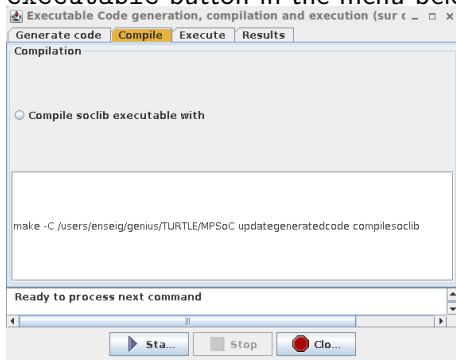 executable button in the menu bel
Executable Code generation, compilation and execution (sur
Generate code Compile Execute Results
Compilation
Compile soclib executable with
make -C /users/enseig/genius/TURTLE/MPSoC updategeneratedcode compilesoclib
Ready to process next command
Sta... Stop Clo...